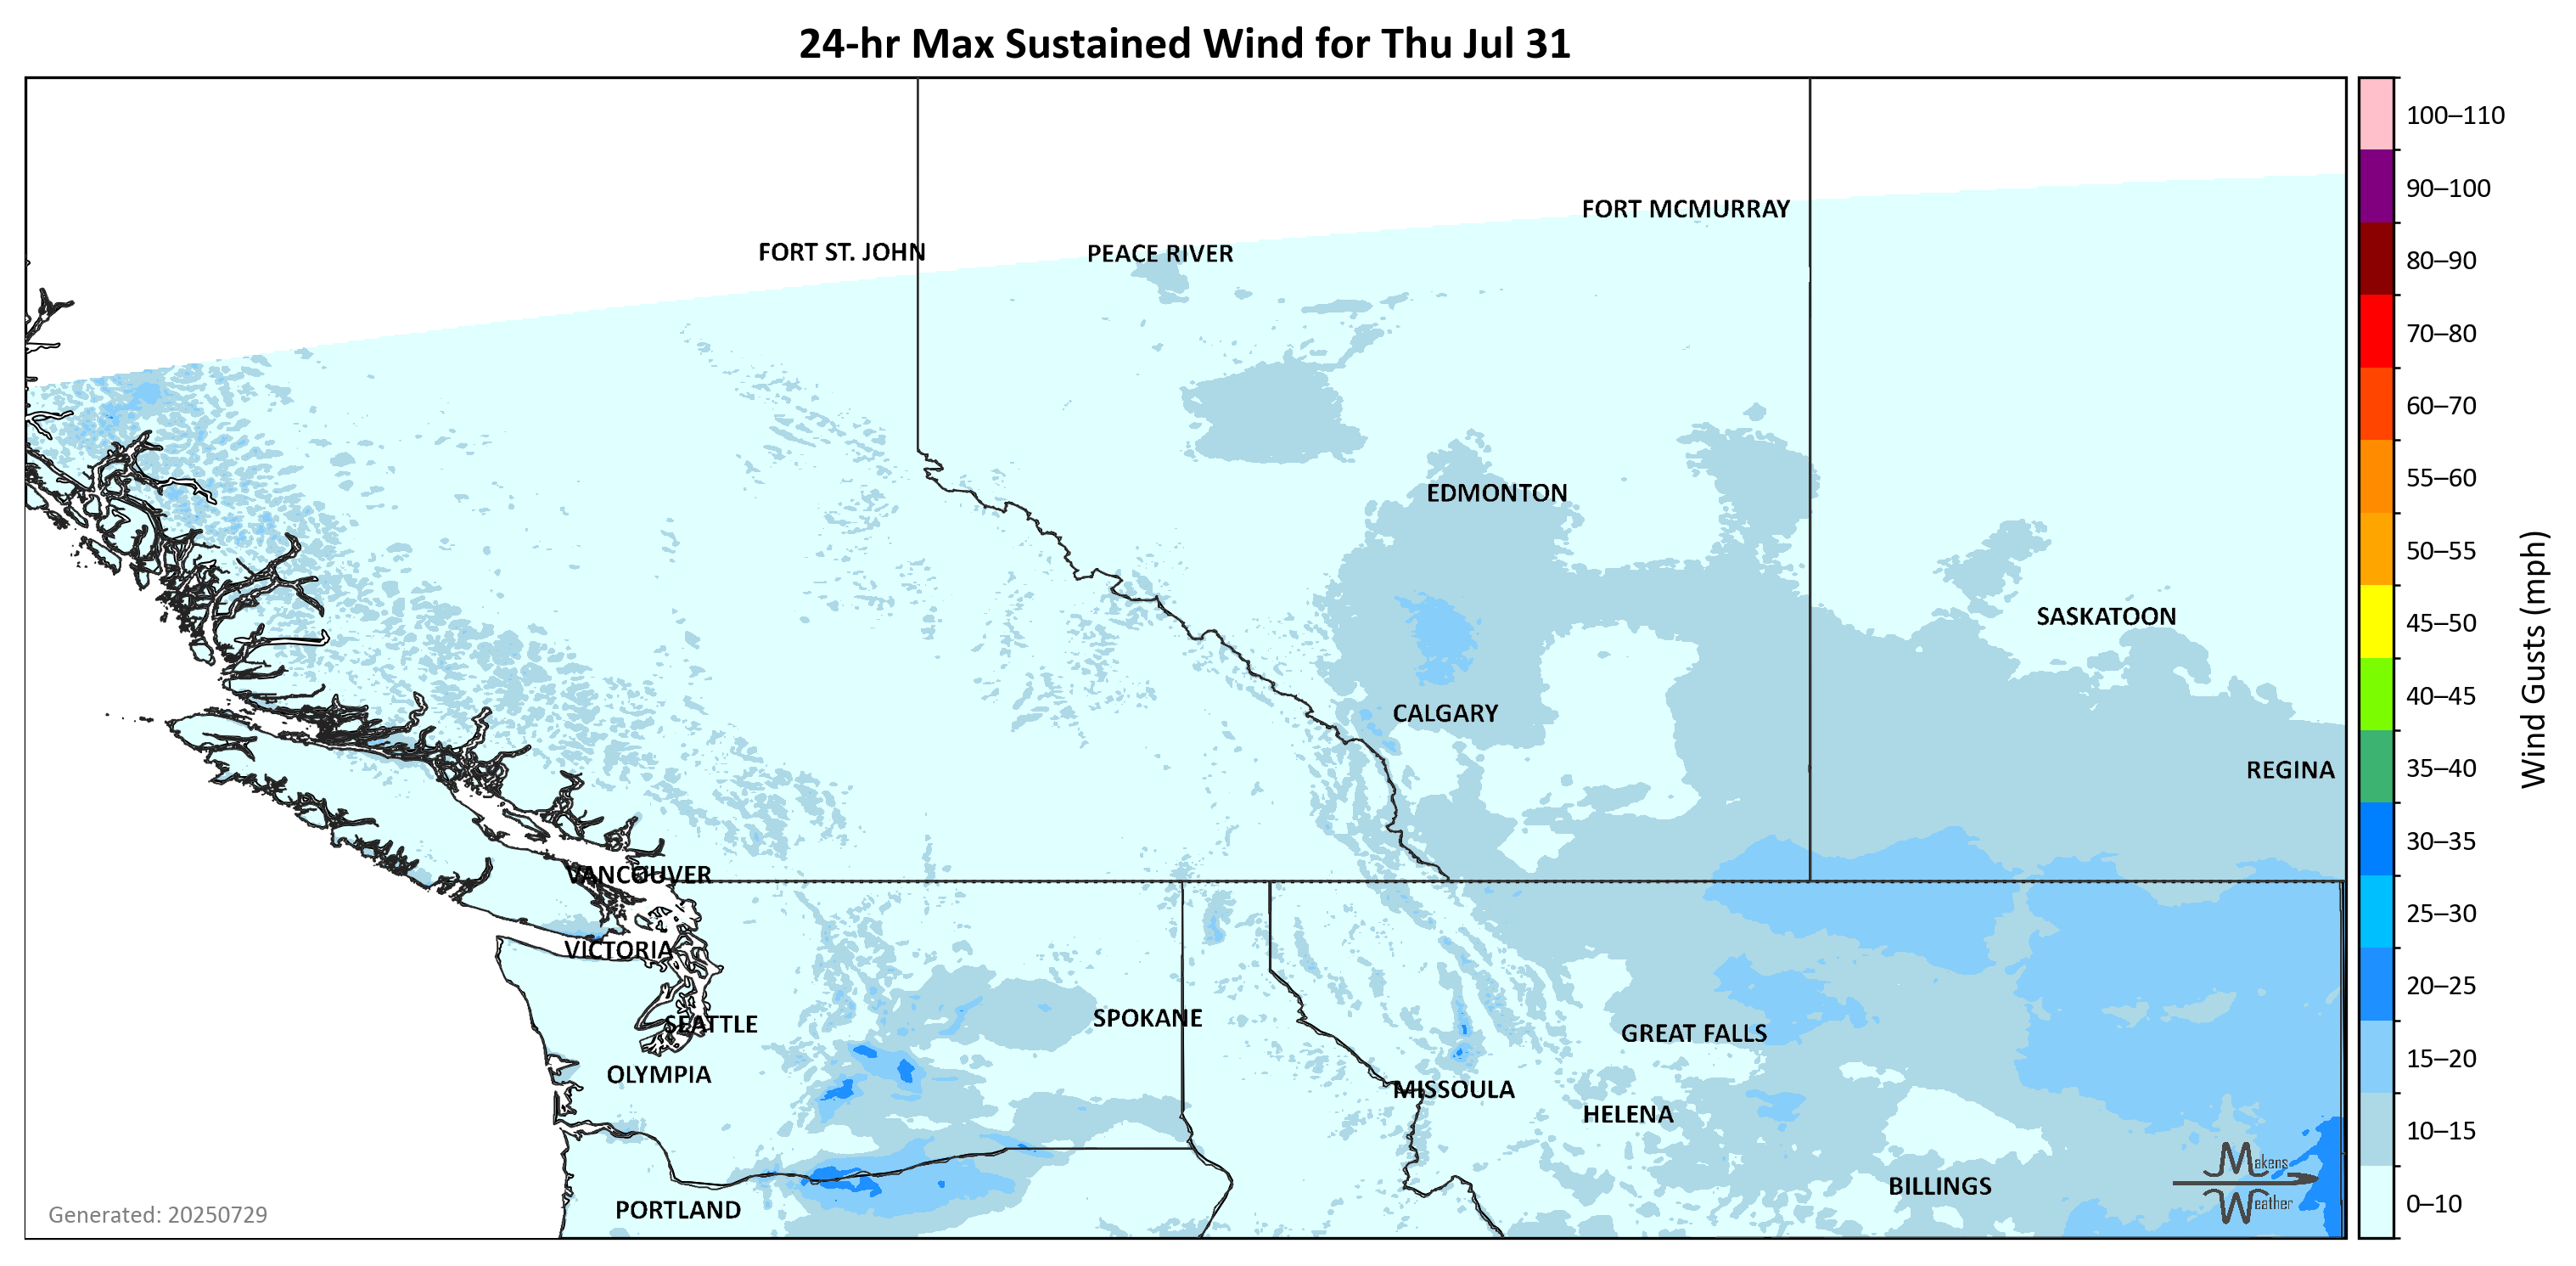 24-hr Max Sustained Wind for Thu Jul 31
FORT MCMURRAY
FORT ST. JOHN
PEACE RIVER
EDMONTON
SASKATOON
CALGARY
REGINA
VANCOUVER
VICTORIA
SEATTLE
SPOKANE
GREAT FALLS
OLYMPIA
MISSOULA
HELENA
BILLINGS
PORTLAND
Makens
Weather
Generated: 20250729
100–110
90–100
80–90
70–80
60–70
55–60
50–55
45–50
40–45
35–40
30–35
25–30
20–25
15–20
10–15
0–10
Wind Gusts (mph)